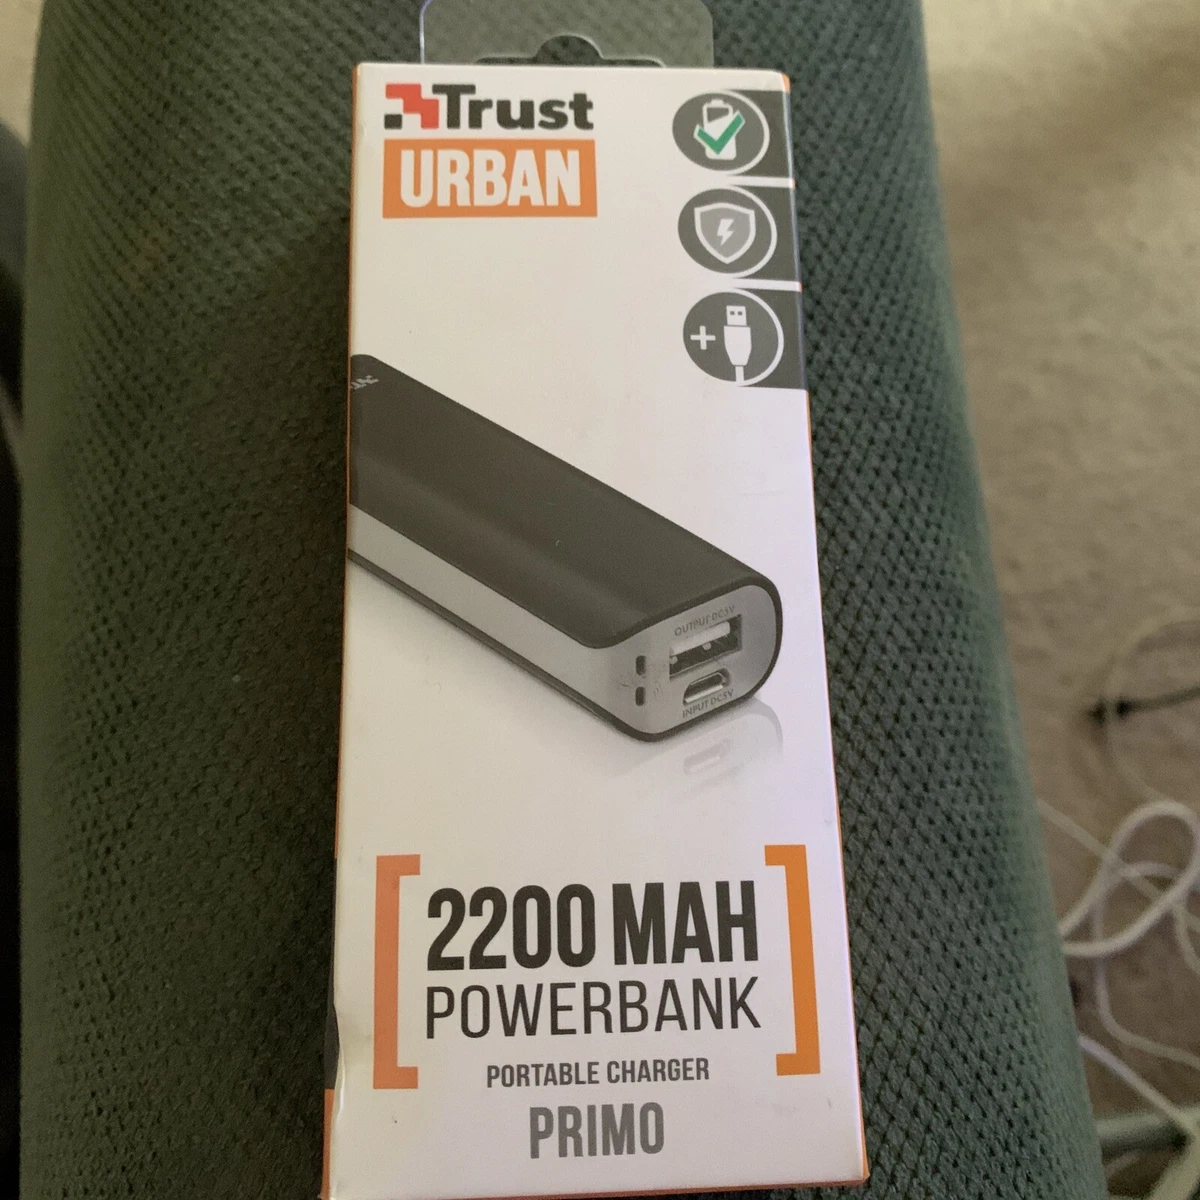 Trust
URBAN
OUTPUT DC5V
INPUT DC5V
[2200 MAH
POWERBANK]
PORTABLE CHARGER
PRIMO